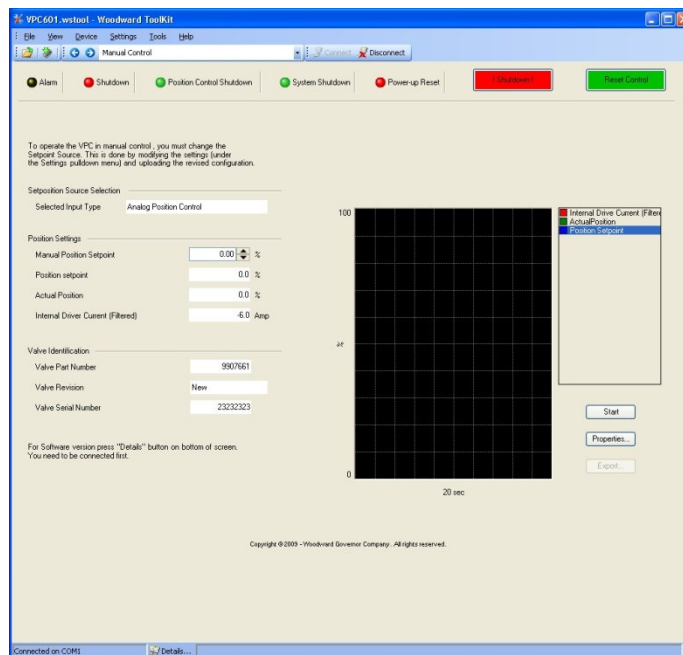 VPC601.wstool - Woodward ToolKit
File View Device Settings Tools Help
Manual Control Connect Disconnect
Alarm Shutdown Position Control Shutdown System Shutdown Power-up Reset ! Shutdown ! Reset Control
To operate the VPC in manual control , you must change the
Setpoint Source. This is done by modifying the settings (under
the Settings pulldown menu) and uploading the revised configuration.
Setposition Source Selection
Selected Input Type Analog Position Control
Position Settings
Manual Position Setpoint 0.00 %
Position setpoint 0.0 %
Actual Position 0.0 %
Internal Driver Current (Filtered) -6.0 Amp
Valve Identification
Valve Part Number 9907661
Valve Revision New
Valve Serial Number 23232323
For Software version press "Details" button on bottom of screen.
You need to be connected first.
100
%
0
20 sec
Internal Drive Current (Filtere
ActualPosition
Position Setpoint
Start
Properties...
Export...
Copyright © 2009 - Woodward Governor Company. All rights reserved.
Connected on COM1 Details...